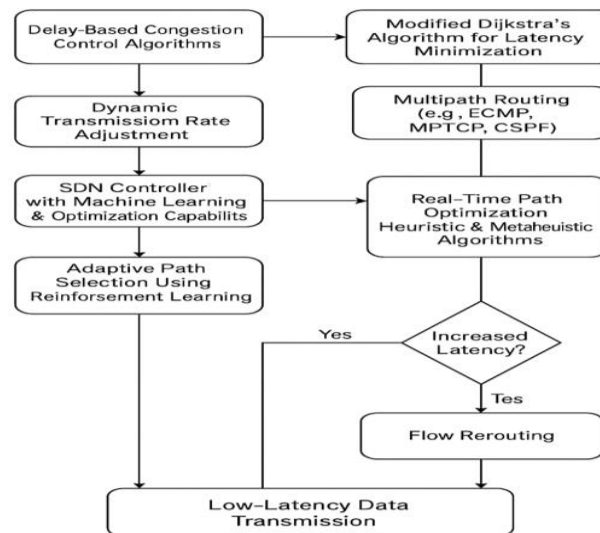 Delay-Based Congestion
Control Algorithms
Modified Dijkstra's
Algorithm for Latency
Minimization
Dynamic
Transmissiom Rate
Adjustment
Multipath Routing
(e.g, ECMP,
MPTCP, CSPF)
SDN Controller
with Machine Learning
& Optimization Capabilits
Real-Time Path
Optimization
Heuristic & Metaheuistic
Algorithms
Adaptive Path
Selection Using
Reinforsement Learning
Yes
Increased
Latency?
Tes
Flow Rerouting
Low-Latency Data
Transmission